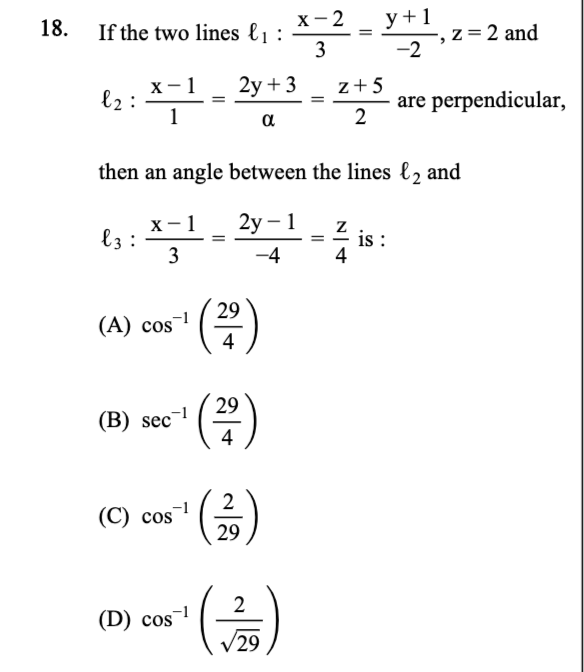 18. If the two lines ℓ₁ : (x − 2)/3 = (y + 1)/−2, z = 2 and
ℓ₂ : (x − 1)/1 = (2y + 3)/α = (z + 5)/2 are perpendicular,
then an angle between the lines ℓ₂ and
ℓ₃ : (x − 1)/3 = (2y − 1)/−4 = z/4 is :
(A) cos⁻¹ (29/4)
(B) sec⁻¹ (29/4)
(C) cos⁻¹ (2/29)
(D) cos⁻¹ (2/√29)